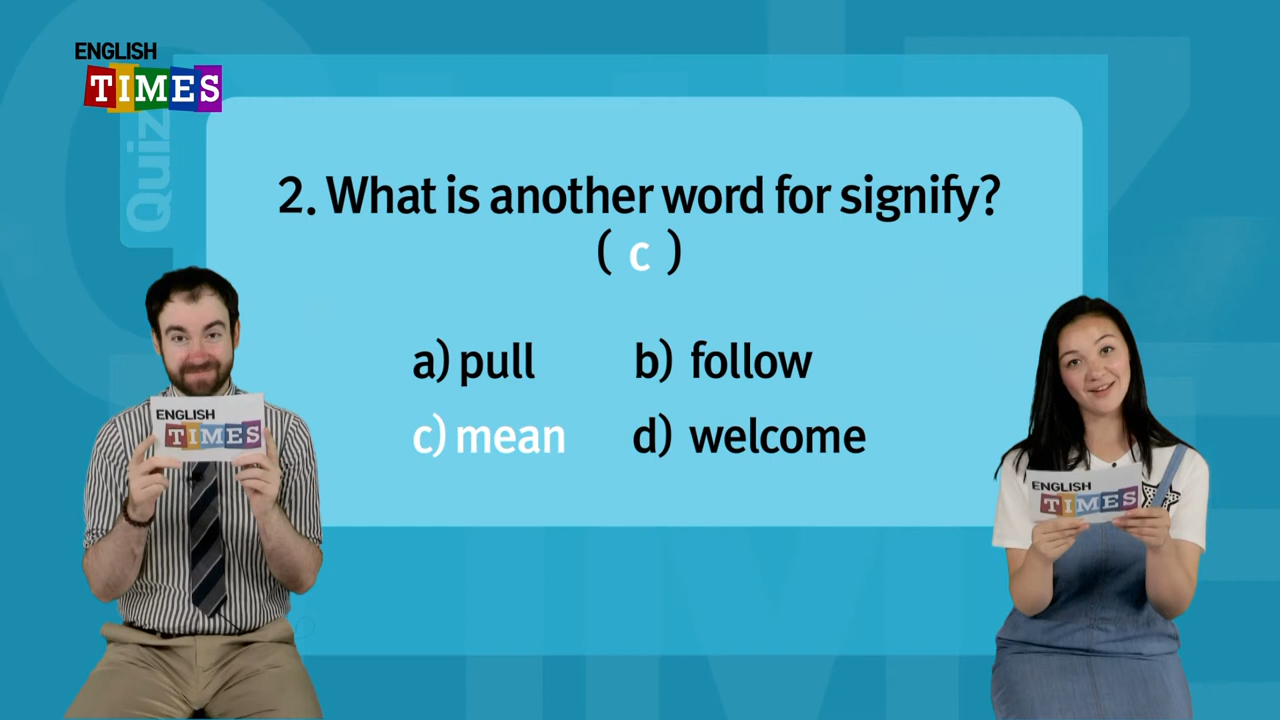 ENGLISH
TIMES
Quiz
2. What is another word for signify?
( c )
a) pull
b) follow
c) mean
d) welcome
ENGLISH
TIMES
ENGLISH
TIMES